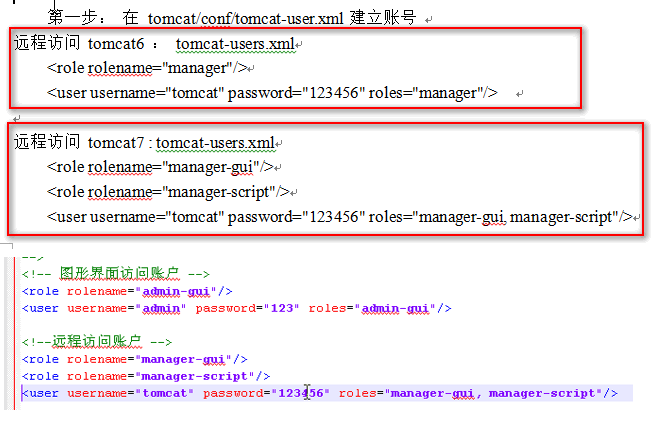 第一步： 在 tomcat/conf/tomcat-user.xml 建立账号
远程访问 tomcat6 ： tomcat-users.xml
<role rolename="manager"/>
<user username="tomcat" password="123456" roles="manager"/>
远程访问 tomcat7 : tomcat-users.xml
<role rolename="manager-gui"/>
<role rolename="manager-script"/>
<user username="tomcat" password="123456" roles="manager-gui, manager-script"/>
-->
<!-- 图形界面访问账户 -->
<role rolename="admin-gui"/>
<user username="admin" password="123" roles="admin-gui"/>
<!--远程访问账户 -->
<role rolename="manager-gui"/>
<role rolename="manager-script"/>
<user username="tomcat" password="123456" roles="manager-gui, manager-script"/>